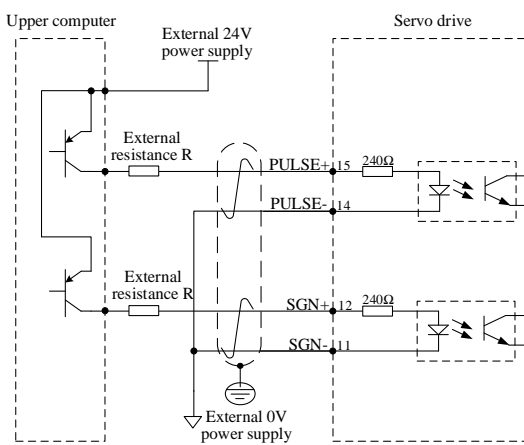 Upper computer
Servo drive
External 24V
power supply
External
resistance R
PULSE+
15
240Ω
PULSE-
14
External
resistance R
SGN+
12
240Ω
SGN-
11
External 0V
power supply